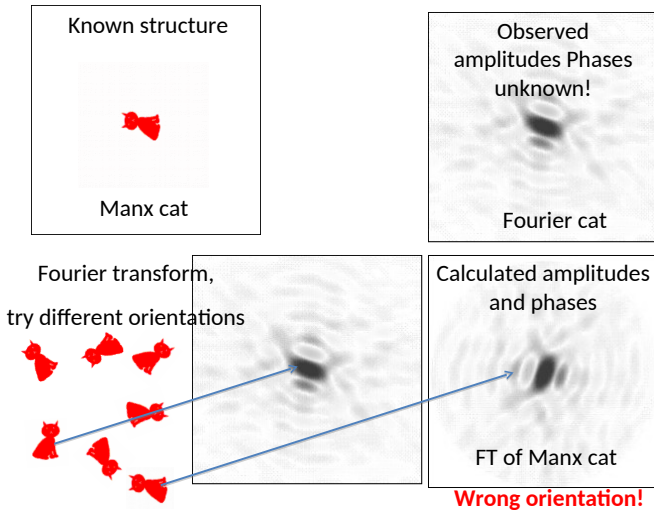 Known structure
Manx cat
Observed
amplitudes Phases
unknown!
Fourier cat
Fourier transform,
try different orientations
Calculated amplitudes
and phases
FT of Manx cat
Wrong orientation!